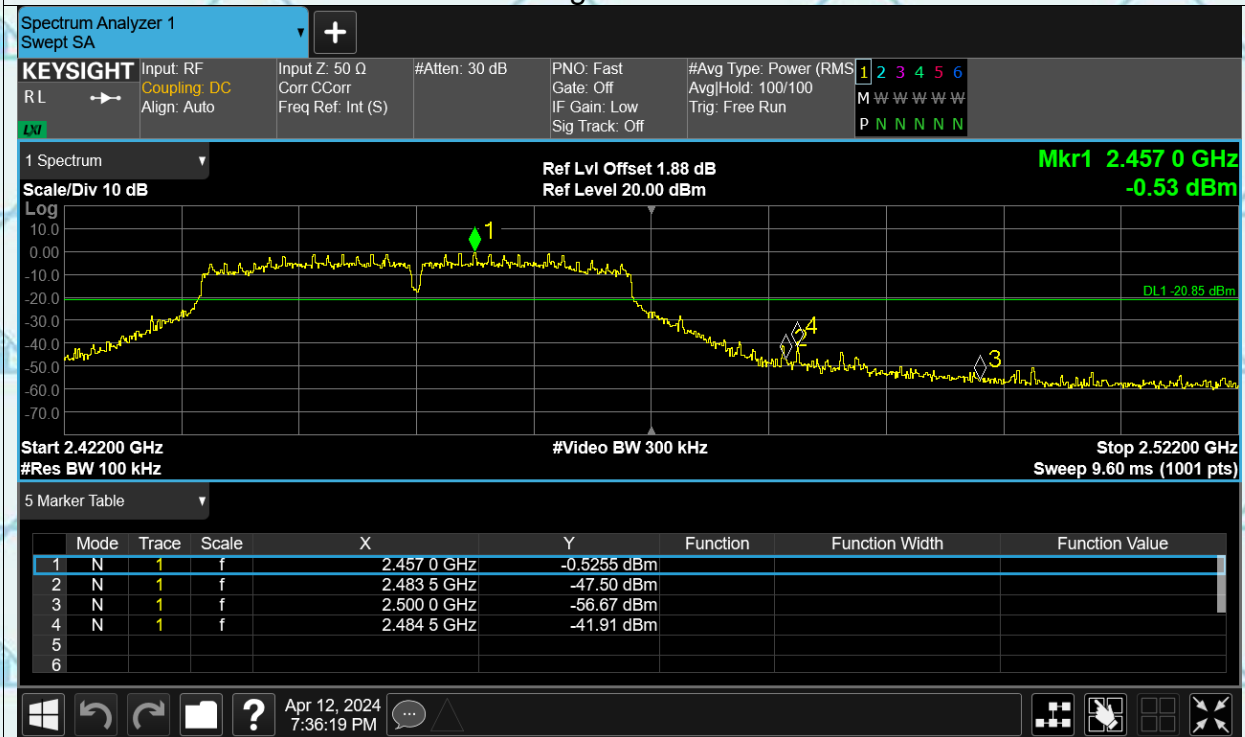 Spectrum Analyzer 1
Swept SA
+
KEYSIGHT
RL
LXI
Input: RF
Coupling: DC
Align: Auto
Input Z: 50 Ω
Corr CCorr
Freq Ref: Int (S)
#Atten: 30 dB
PNO: Fast
Gate: Off
IF Gain: Low
Sig Track: Off
#Avg Type: Power (RMS
Avg|Hold: 100/100
Trig: Free Run
1 2 3 4 5 6
M W W W W W
P N N N N N
1 Spectrum
Scale/Div 10 dB
Ref Lvl Offset 1.88 dB
Ref Level 20.00 dBm
Mkr1 2.457 0 GHz
-0.53 dBm
Log
10.0
0.00
-10.0
-20.0
-30.0
-40.0
-50.0
-60.0
-70.0
1
DL1 -20.85 dBm
4
2
3
Start 2.42200 GHz
#Video BW 300 kHz
Stop 2.52200 GHz
#Res BW 100 kHz
Sweep 9.60 ms (1001 pts)
5 Marker Table
Mode Trace Scale X Y Function Function Width Function Value
1 N 1 f 2.457 0 GHz -0.5255 dBm
2 N 1 f 2.483 5 GHz -47.50 dBm
3 N 1 f 2.500 0 GHz -56.67 dBm
4 N 1 f 2.484 5 GHz -41.91 dBm
5
6
?
Apr 12, 2024
7:36:19 PM